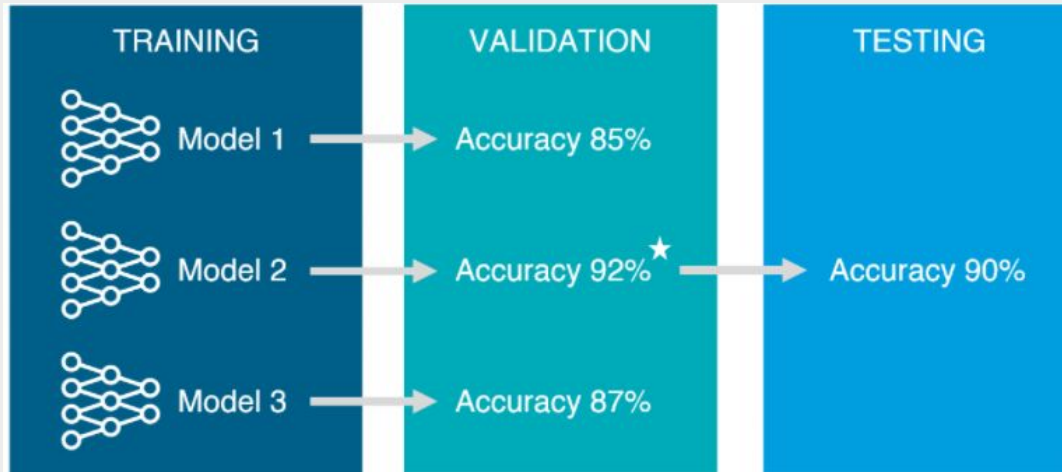 TRAINING
VALIDATION
TESTING
Model 1
Accuracy 85%
Model 2
Accuracy 92%
Accuracy 90%
Model 3
Accuracy 87%